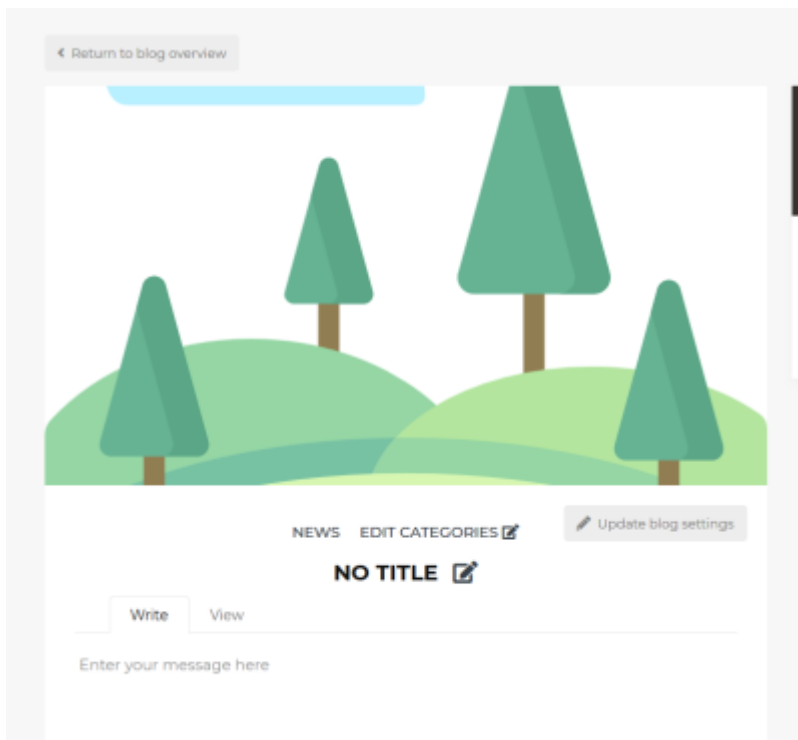 Return to blog overview
NEWS EDIT CATEGORIES
Update blog settings
NO TITLE
Write View
Enter your message here